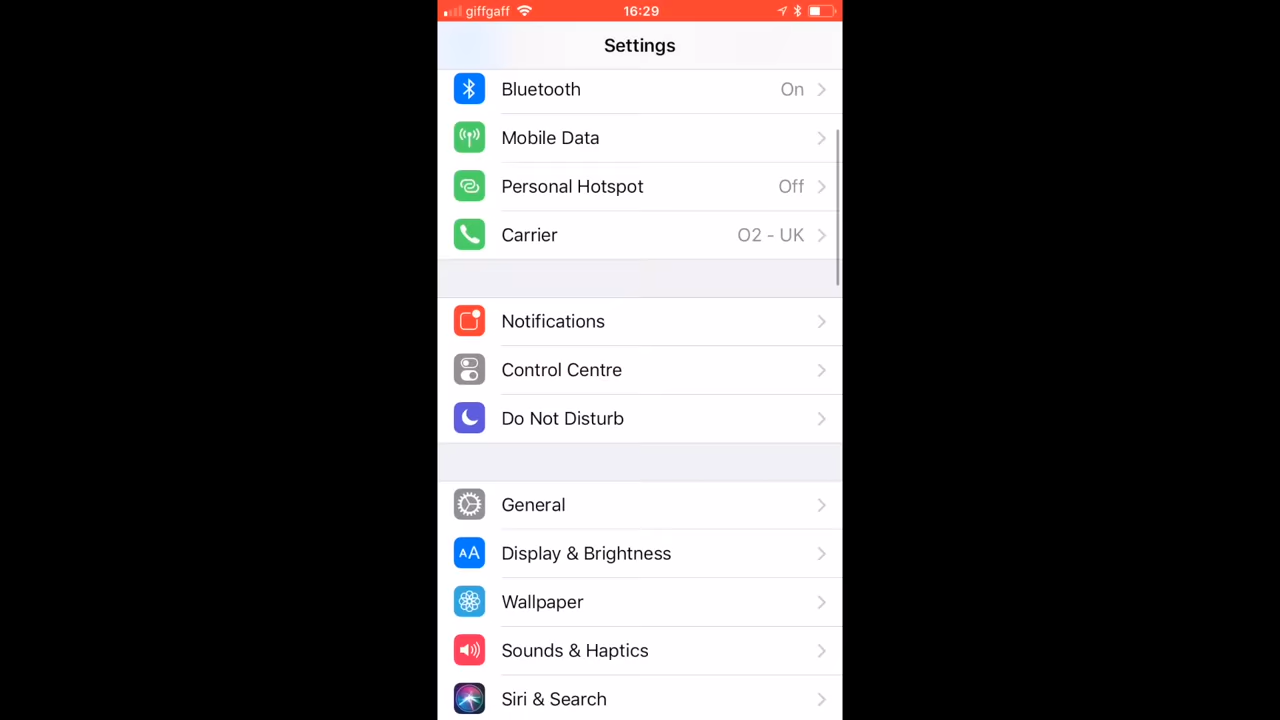 giffgaff 16:29
Settings
Bluetooth On
Mobile Data
Personal Hotspot Off
Carrier O2 - UK
Notifications
Control Centre
Do Not Disturb
General
AA Display & Brightness
Wallpaper
Sounds & Haptics
Siri & Search